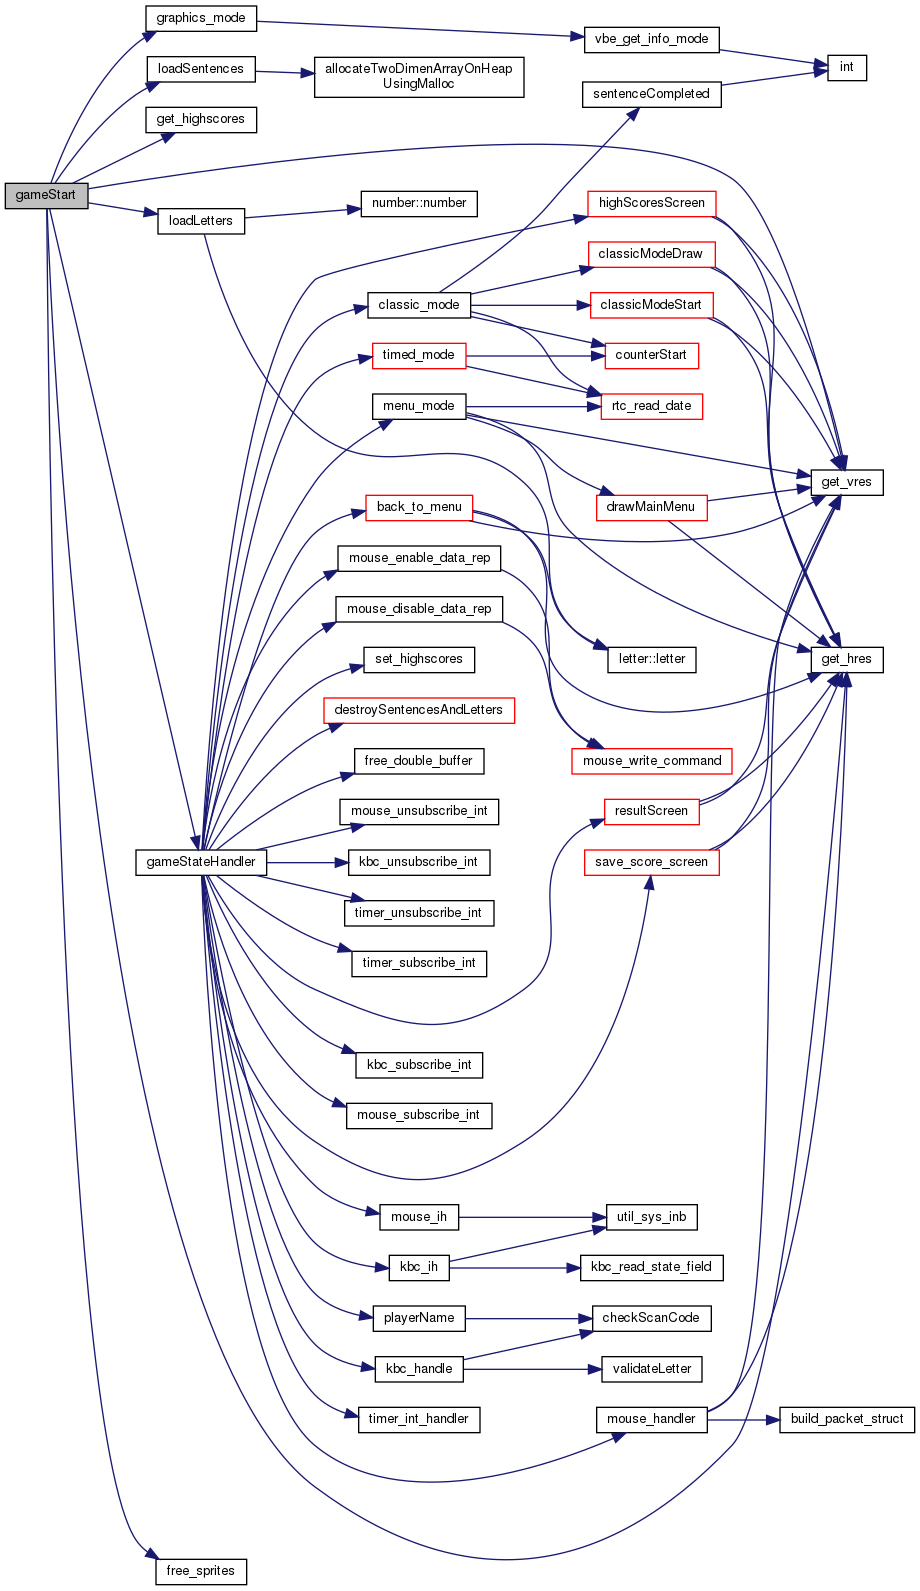 graphics_mode
vbe_get_info_mode
int
loadSentences
allocateTwoDimenArrayOnHeap
UsingMalloc
sentenceCompleted
get_highscores
gameStart
loadLetters
number::number
highScoresScreen
classicModeDraw
classic_mode
classicModeStart
timed_mode
counterStart
menu_mode
rtc_read_date
get_vres
back_to_menu
drawMainMenu
mouse_enable_data_rep
mouse_disable_data_rep
set_highscores
letter::letter
get_hres
destroySentencesAndLetters
free_double_buffer
mouse_write_command
mouse_unsubscribe_int
resultScreen
gameStateHandler
kbc_unsubscribe_int
save_score_screen
timer_unsubscribe_int
timer_subscribe_int
kbc_subscribe_int
mouse_subscribe_int
mouse_ih
util_sys_inb
kbc_ih
kbc_read_state_field
playerName
checkScanCode
kbc_handle
validateLetter
timer_int_handler
mouse_handler
build_packet_struct
free_sprites